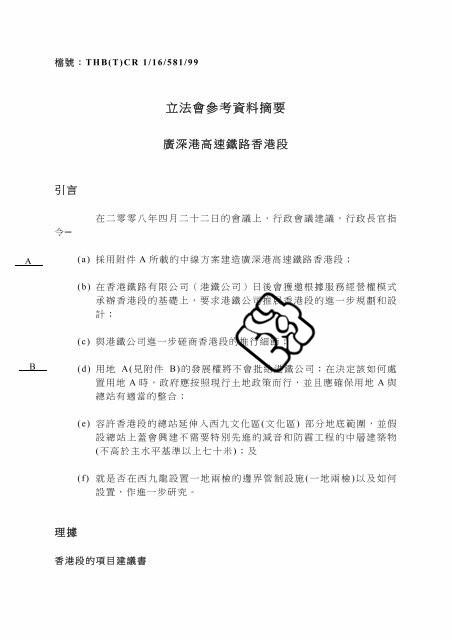 檔號：THB(T)CR 1/16/581/99
立法會參考資料摘要
廣深港高速鐵路香港段
引言
在二零零八年四月二十二日的會議上，行政會議建議，行政長官指
令─
A
(a) 採用附件 A 所載的中線方案建造廣深港高速鐵路香港段；
(b) 在香港鐵路有限公司（港鐵公司）日後會獲邀根據服務經營權模式
承辦香港段的基礎上，要求港鐵公司推展香港段的進一步規劃和設
計；
(c) 與港鐵公司進一步磋商香港段的推行細節；
B
(d) 用地 A(見附件 B)的發展權將不會批給港鐵公司；在決定該如何處
置用地 A 時，政府應按照現行土地政策而行，並且應確保用地 A 與
總站有適當的整合；
(e) 容許香港段的總站延伸入西九文化區(文化區) 部分地底範圍，並假
設總站上蓋會興建不需要特別先進的減音和防震工程的中層建築物
(不高於主水平基準以上七十米)；及
(f) 就是否在西九龍設置一地兩檢的邊界管制設施(一地兩檢)以及如何
設置，作進一步研究。
理據
香港段的項目建議書